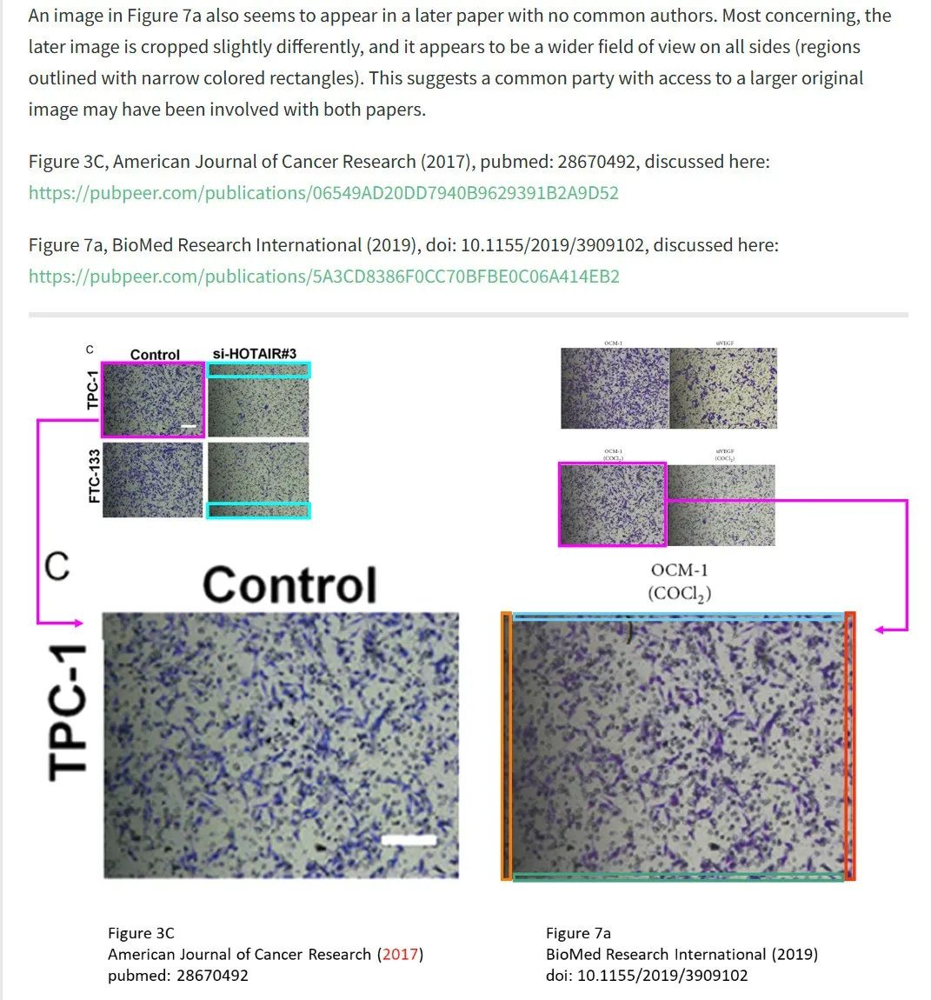 An image in Figure 7a also seems to appear in a later paper with no common authors. Most concerning, the
later image is cropped slightly differently, and it appears to be a wider field of view on all sides (regions
outlined with narrow colored rectangles). This suggests a common party with access to a larger original
image may have been involved with both papers.
Figure 3C, American Journal of Cancer Research (2017), pubmed: 28670492, discussed here:
https://pubpeer.com/publications/06549AD20DD7940B9629391B2A9D52
Figure 7a, BioMed Research International (2019), doi: 10.1155/2019/3909102, discussed here:
https://pubpeer.com/publications/5A3CD8386F0CC70BFBE0C06A414EB2
C
Control
si-HOTAIR#3
TPC-1
FTC-133
OCM-1
siVEGF
OCM-1
(COCl₂)
siVEGF
(COCl₂)
C
Control
TPC-1
OCM-1
(COCl₂)
Figure 3C
American Journal of Cancer Research (2017)
pubmed: 28670492
Figure 7a
BioMed Research International (2019)
doi: 10.1155/2019/3909102